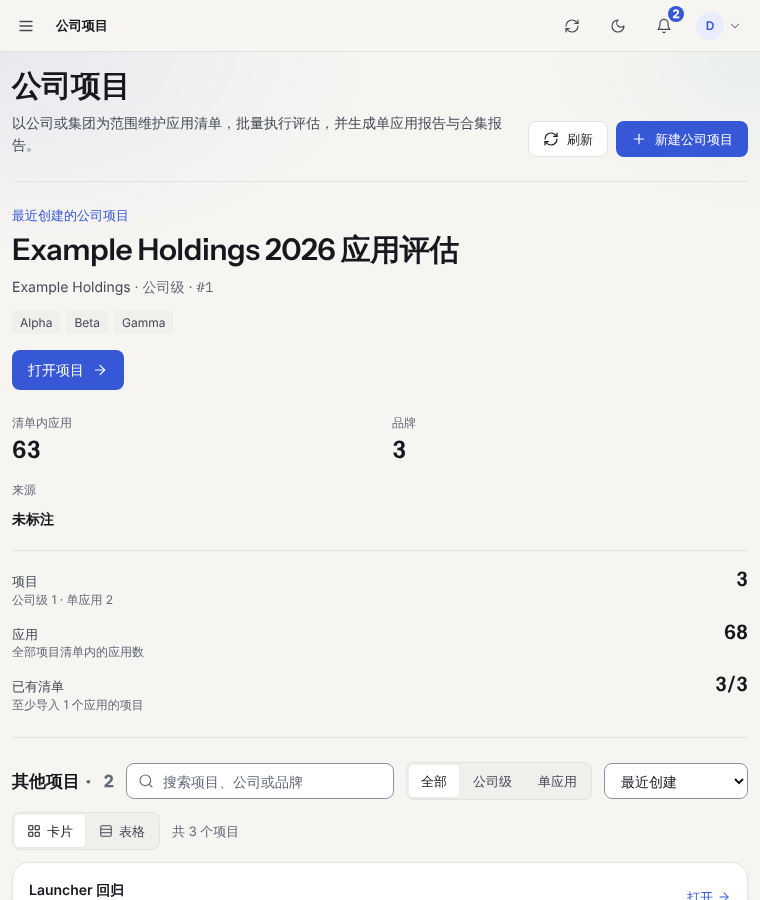 公司项目
2
D
公司项目
以公司或集团为范围维护应用清单，批量执行评估，并生成单应用报告与合集报
告。
刷新
新建公司项目
最近创建的公司项目
Example Holdings 2026 应用评估
Example Holdings · 公司级 · #1
Alpha
Beta
Gamma
打开项目
清单内应用
品牌
63
3
来源
未标注
项目
3
公司级 1 · 单应用 2
应用
68
全部项目清单内的应用数
已有清单
3/3
至少导入 1 个应用的项目
其他项目 · 2
搜索项目、公司或品牌
全部
公司级
单应用
最近创建
卡片
表格
共 3 个项目
Launcher 回归
打开